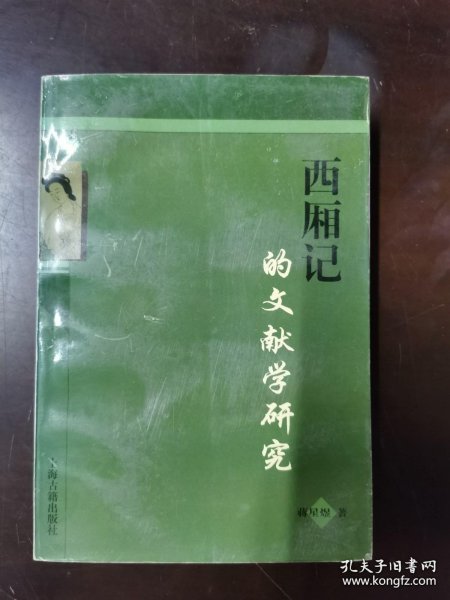 西厢记
的文献学研究
蒋星煜 著
上海古籍出版社
孔夫子旧书网
www.kongfz.com